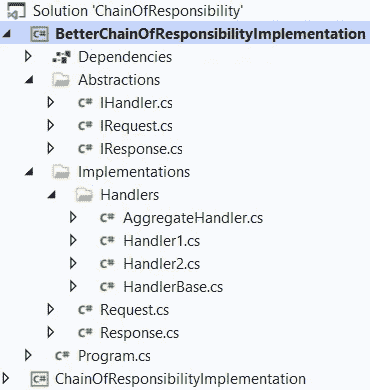 Solution 'ChainOfResponsibility'
C# BetterChainOfResponsibilityImplementation
Dependencies
Abstractions
C# IHandler.cs
C# IRequest.cs
C# IResponse.cs
Implementations
Handlers
C# AggregateHandler.cs
C# Handler1.cs
C# Handler2.cs
C# HandlerBase.cs
C# Request.cs
C# Response.cs
C# Program.cs
C# ChainOfResponsibilityImplementation